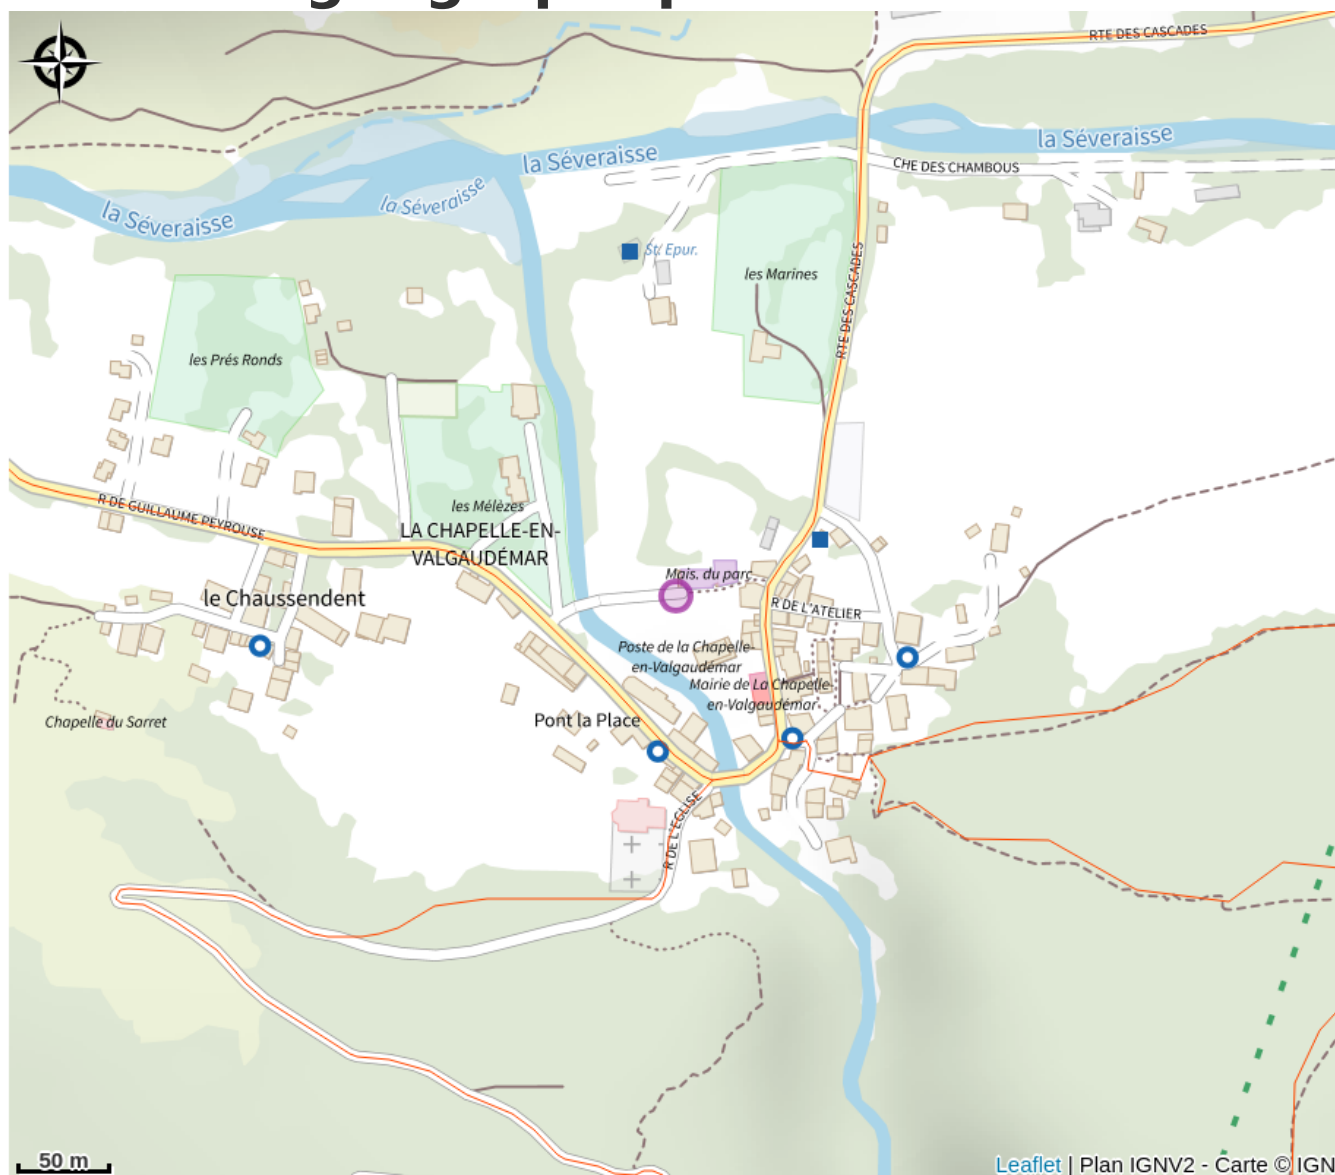 RTE DES CASCADES
la Séveraisse
la Séveraisse
CHE DES CHAMBOUS
la Séveraisse
la Séveraisse
St. Epur.
les Marines
RTE DES CASCADES
les Prés Ronds
R DE GUILLAUME PEYROUSE
les Mélèzes
LA CHAPELLE-EN-
VALGAUDÉMAR
Mais. du parc
le Chaussendent
R DE L'ATELIER
Poste de la Chapelle-
en-Valgaudémar
Mairie de La Chapelle-
en-Valgaudémar
Chapelle du Sarret
Pont la Place
R DE L'EGLISE
50 m
Leaflet | Plan IGNV2 - Carte © IGN